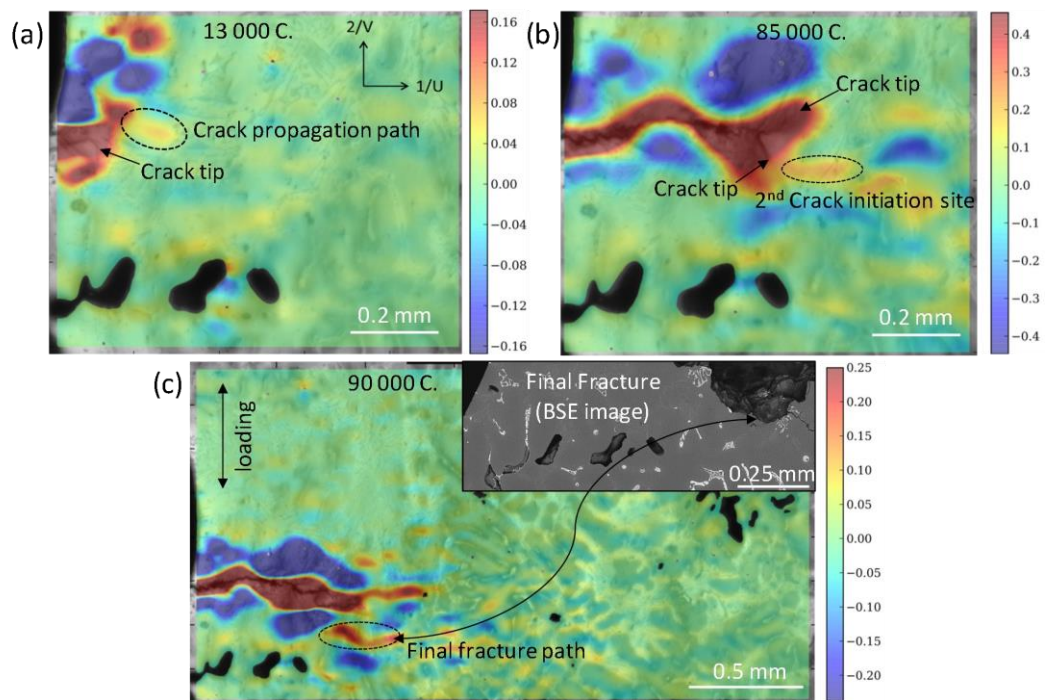 (a)
13 000 C.
2/V
1/U
Crack propagation path
Crack tip
0.2 mm
0.16
0.12
0.08
0.04
0.00
−0.04
−0.08
−0.12
−0.16
(b)
85 000 C.
Crack tip
Crack tip
2nd Crack initiation site
0.2 mm
0.4
0.3
0.2
0.1
0.0
−0.1
−0.2
−0.3
−0.4
(c)
90 000 C.
loading
Final Fracture
(BSE image)
0.25 mm
Final fracture path
0.5 mm
0.25
0.20
0.15
0.10
0.05
0.00
−0.05
−0.10
−0.15
−0.20